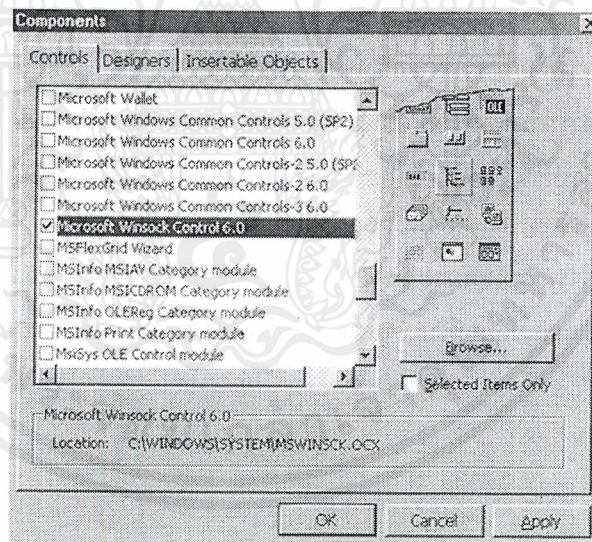 Components
Controls Designers Insertable Objects
Microsoft Wallet
Microsoft Windows Common Controls 5.0 (SP2)
Microsoft Windows Common Controls 6.0
Microsoft Windows Common Controls-2 5.0 (SP
Microsoft Windows Common Controls-2 6.0
Microsoft Windows Common Controls-3 6.0
Microsoft Winsock Control 6.0
MSFlexGrid Wizard
MSInfo MSIAV Category module
MSInfo MSICDROM Category module
MSInfo OLEReg Category module
MSInfo Print Category module
MsiSys OLE Control module
OLE
Browse...
Selected Items Only
Microsoft Winsock Control 6.0
Location: C:\WINDOWS\SYSTEM\MSWINSCK.OCX
OK Cancel Apply